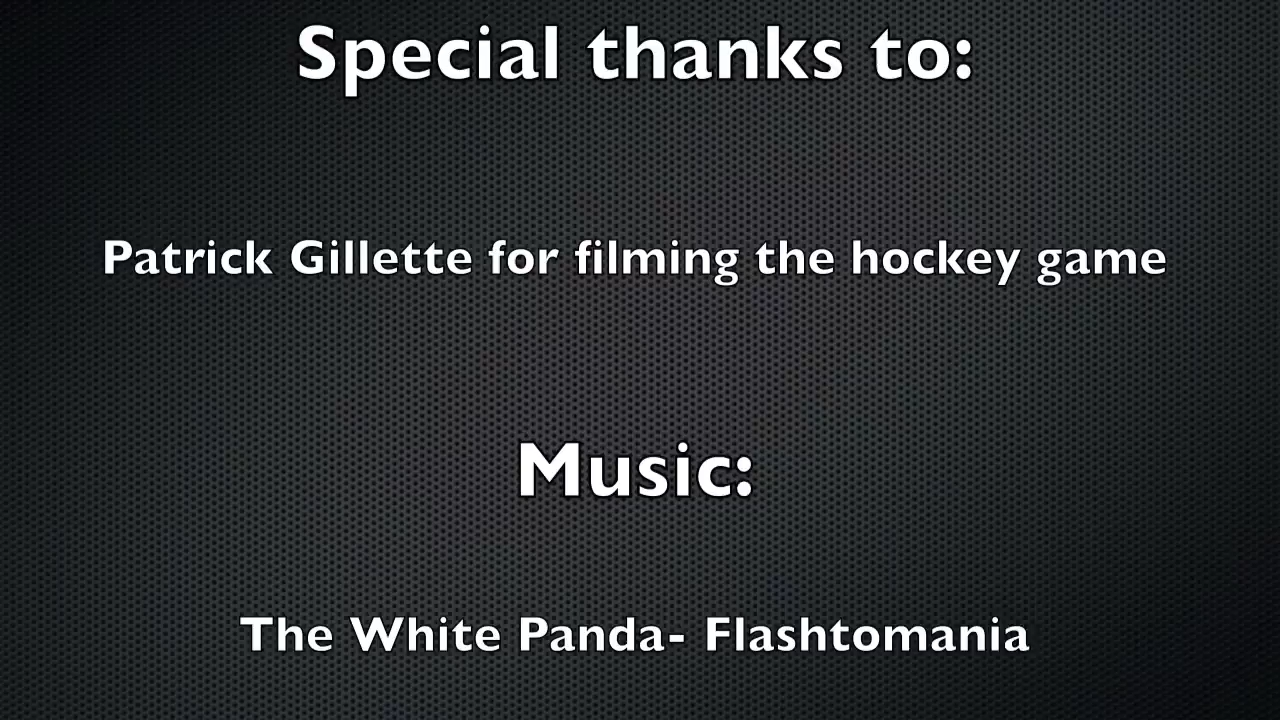 Special thanks to:
Patrick Gillette for filming the hockey game
Music:
The White Panda- Flashtomania